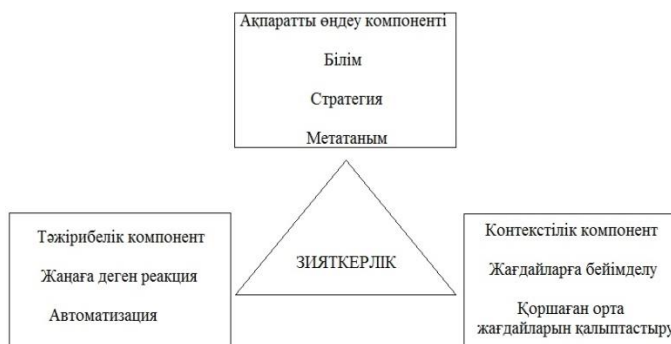 Ақпаратты өңдеу компоненті
Білім
Стратегия
Метатаным
Тәжірибелік компонент
Жаңаға деген реакция
Автоматизация
ЗИЯТКЕРЛІК
Контекстілік компонент
Жағдайларға бейімделу
Қоршаған орта
жағдайларын қалыптастыру